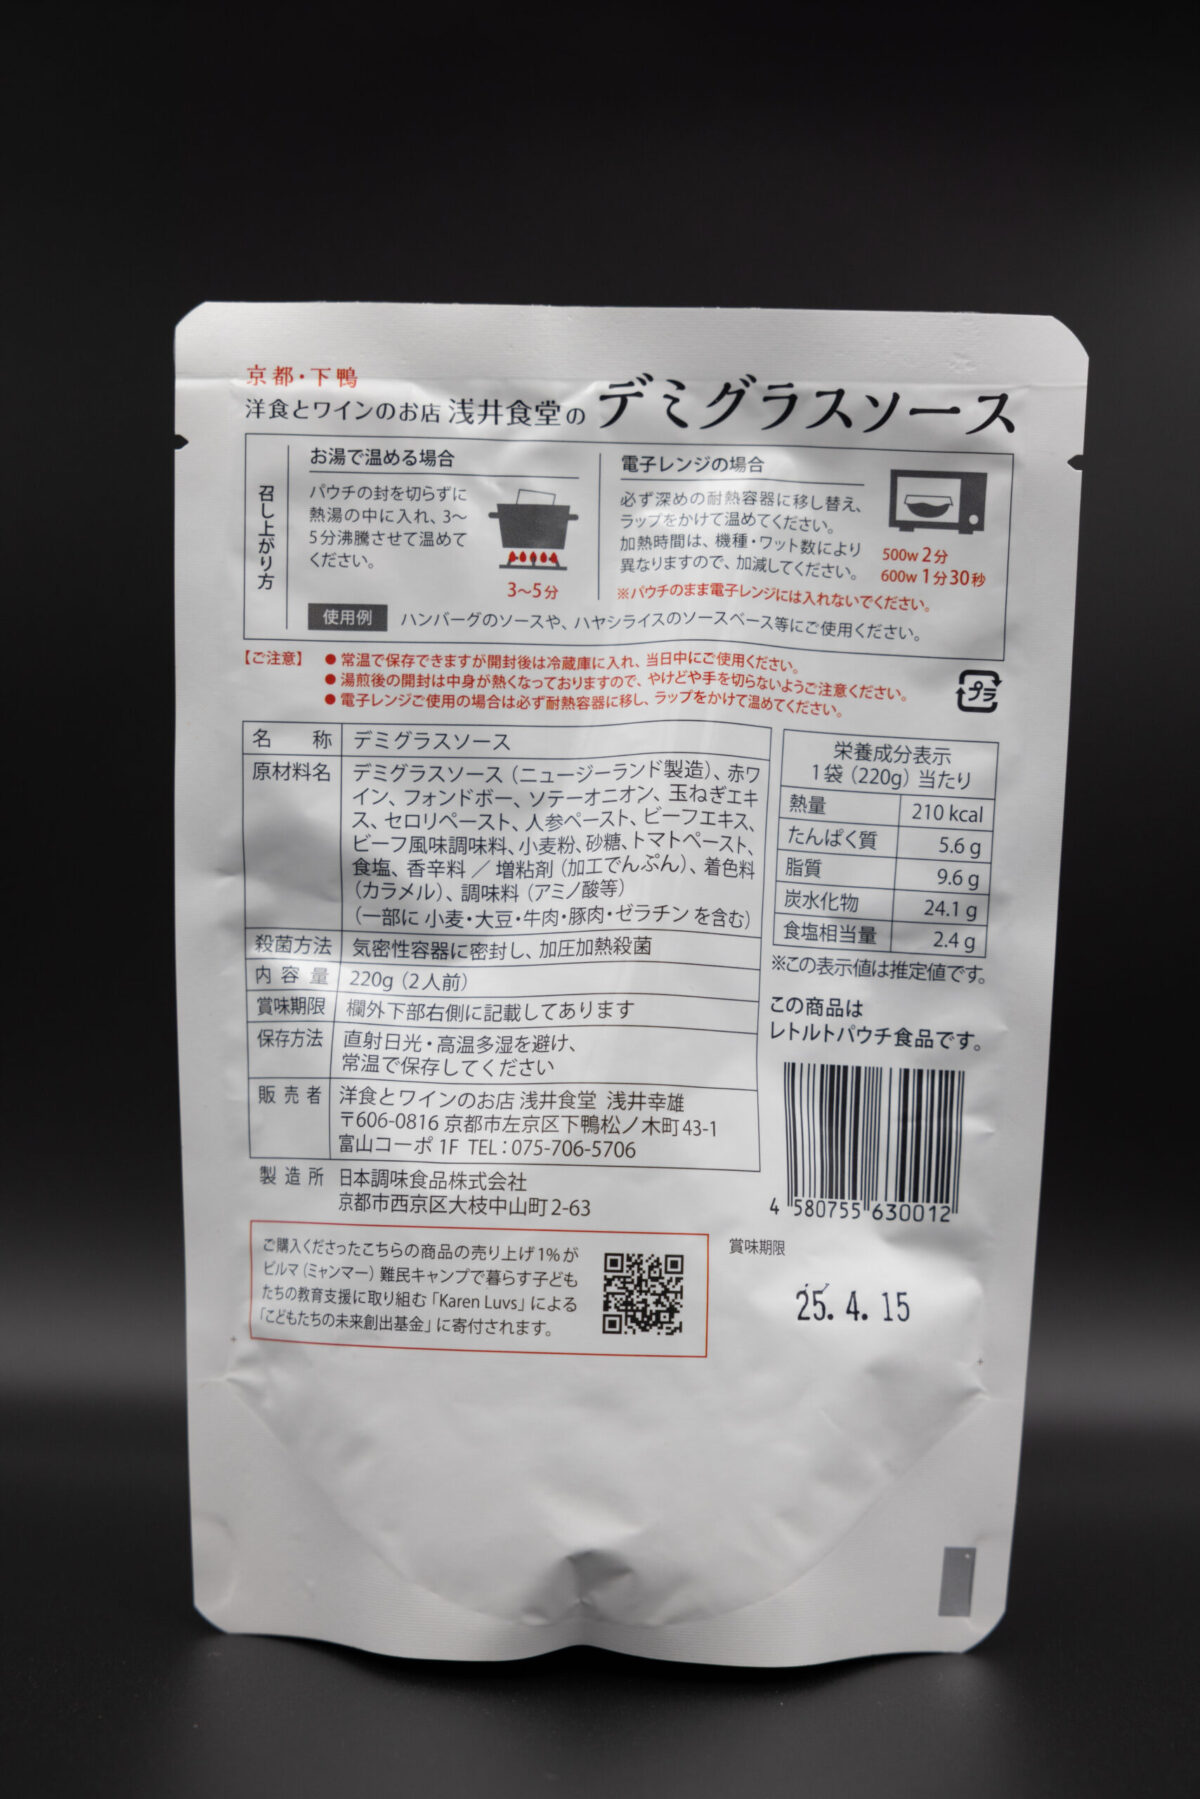 京都・下鴨
洋食とワインのお店 浅井食堂の デミグラスソース
召し上がり方
お湯で温める場合
パウチの封を切らずに
熱湯の中に入れ、3〜
5分沸騰させて温めて
ください。
3〜5分
電子レンジの場合
必ず深めの耐熱容器に移し替え、
ラップをかけて温めてください。
加熱時間は、機種・ワット数により
異なりますので、加減してください。
※パウチのまま電子レンジには入れないでください。
500w 2分
600w 1分30秒
使用例 ハンバーグのソースや、ハヤシライスのソースベース等にご使用ください。
【ご注意】 ●常温で保存できますが開封後は冷蔵庫に入れ、当日中にご使用ください。
●湯煎後の開封は中身が熱くなっておりますので、やけどや手を切らないようご注意ください。
●電子レンジご使用の場合は必ず耐熱容器に移し、ラップをかけて温めてください。
プラ
名称 デミグラスソース
原材料名 デミグラスソース（ニュージーランド製造）、赤ワ
イン、フォンドボー、ソテーオニオン、玉ねぎエキ
ス、セロリペースト、人参ペースト、ビーフエキス、
ビーフ風味調味料、小麦粉、砂糖、トマトペースト、
食塩、香辛料／増粘剤（加工でんぷん）、着色料
（カラメル）、調味料（アミノ酸等）
（一部に 小麦・大豆・牛肉・豚肉・ゼラチン を含む）
殺菌方法 気密性容器に密封し、加圧加熱殺菌
内容量 220g（2人前）
賞味期限 欄外下部右側に記載してあります
保存方法 直射日光・高温多湿を避け、
常温で保存してください
販売者 洋食とワインのお店 浅井食堂 浅井幸雄
〒606-0816 京都市左京区下鴨松ノ木町43-1
富山コーポ 1F TEL：075-706-5706
製造所 日本調味食品株式会社
京都市西京区大枝中山町2-63
栄養成分表示
1袋（220g）当たり
熱量 210 kcal
たんぱく質 5.6 g
脂質 9.6 g
炭水化物 24.1 g
食塩相当量 2.4 g
※この表示値は推定値です。
この商品は
レトルトパウチ食品です。
4 580755 630012
ご購入くださったこちらの商品の売り上げ1％が
ビルマ（ミャンマー）難民キャンプで暮らす子ども
たちの教育支援に取り組む「Karen Luvs」による
「こどもたちの未来創出基金」に寄付されます。
賞味期限
25. 4. 15